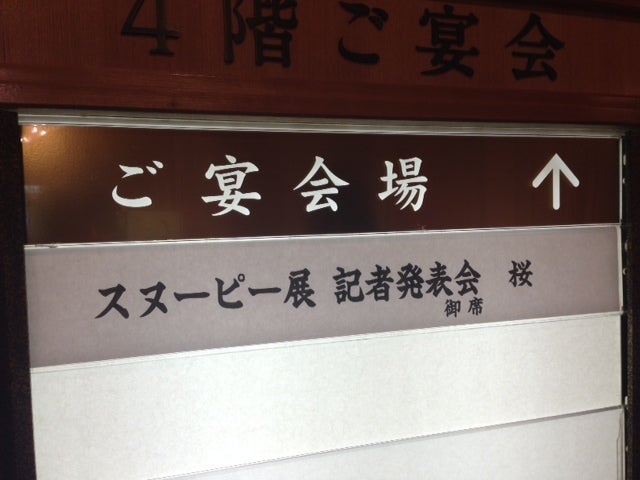 4階ご宴会
ご宴会場 ↑
スヌーピー展 記者発表会 桜
御席